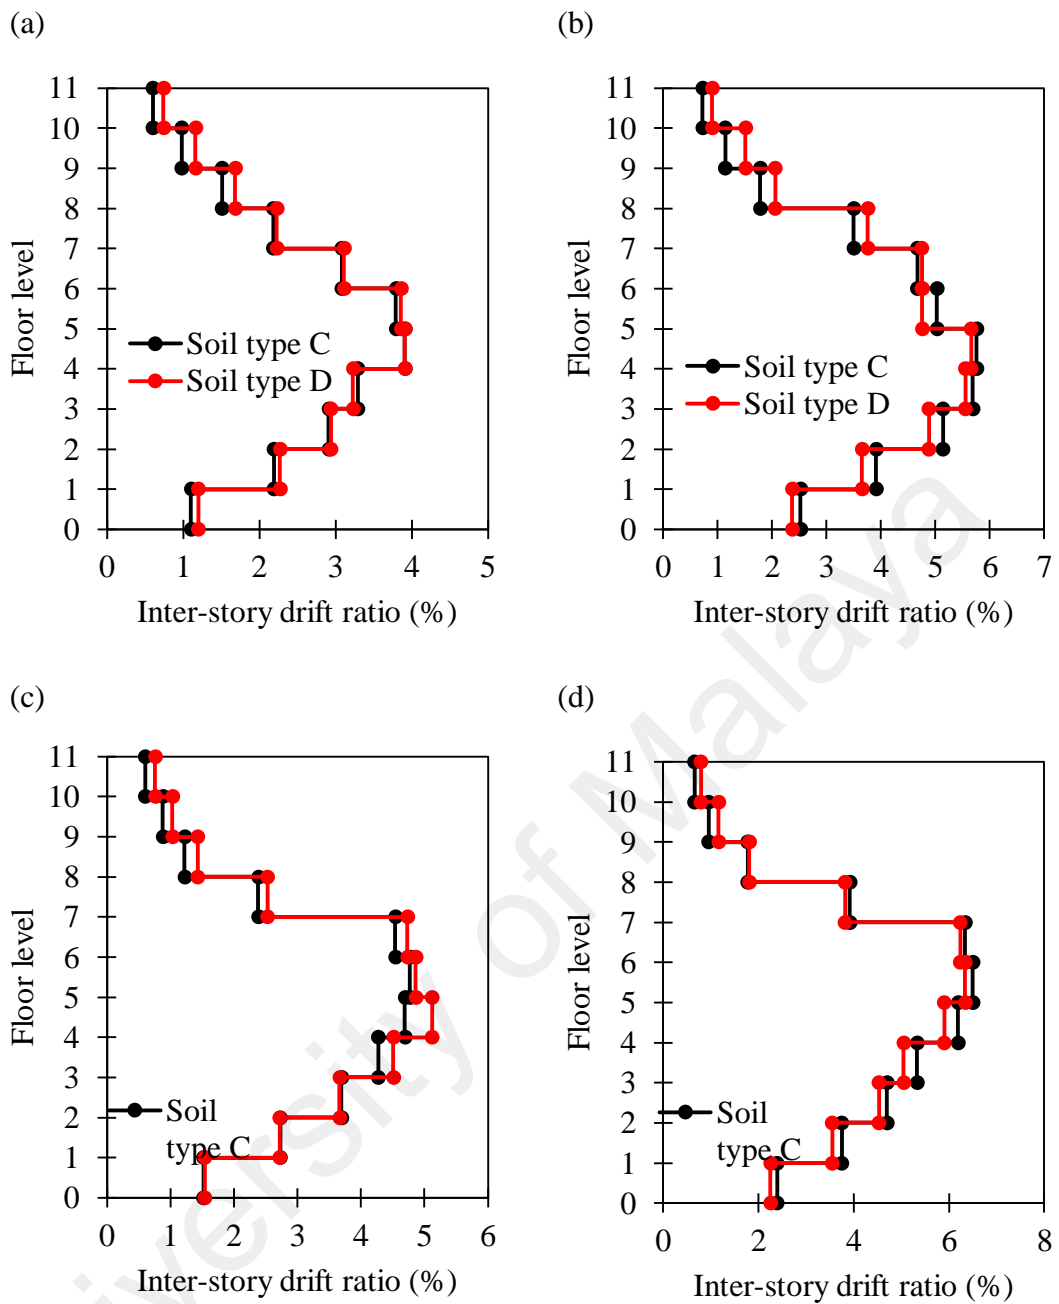 (a)
11
10
9
8
7
6
5
4
3
2
1
0
Floor level
Soil type C
Soil type D
0 1 2 3 4 5
Inter-story drift ratio (%)
(b)
11
10
9
8
7
6
5
4
3
2
1
0
Floor level
Soil type C
Soil type D
0 1 2 3 4 5 6 7
Inter-story drift ratio (%)
(c)
11
10
9
8
7
6
5
4
3
2
1
0
Floor level
Soil
type C
0 1 2 3 4 5 6
Inter-story drift ratio (%)
(d)
11
10
9
8
7
6
5
4
3
2
1
0
Floor level
Soil
type C
0 2 4 6 8
Inter-story drift ratio (%)
versity of Malaya